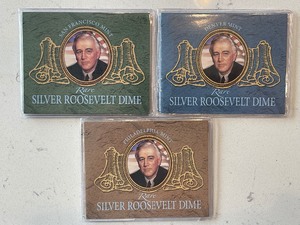 SAN FRANCISCO MINT
Rare
SILVER ROOSEVELT DIME
DENVER MINT
Rare
SILVER ROOSEVELT DIME
PHILADELPHIA MINT
Rare
SILVER ROOSEVELT DIME